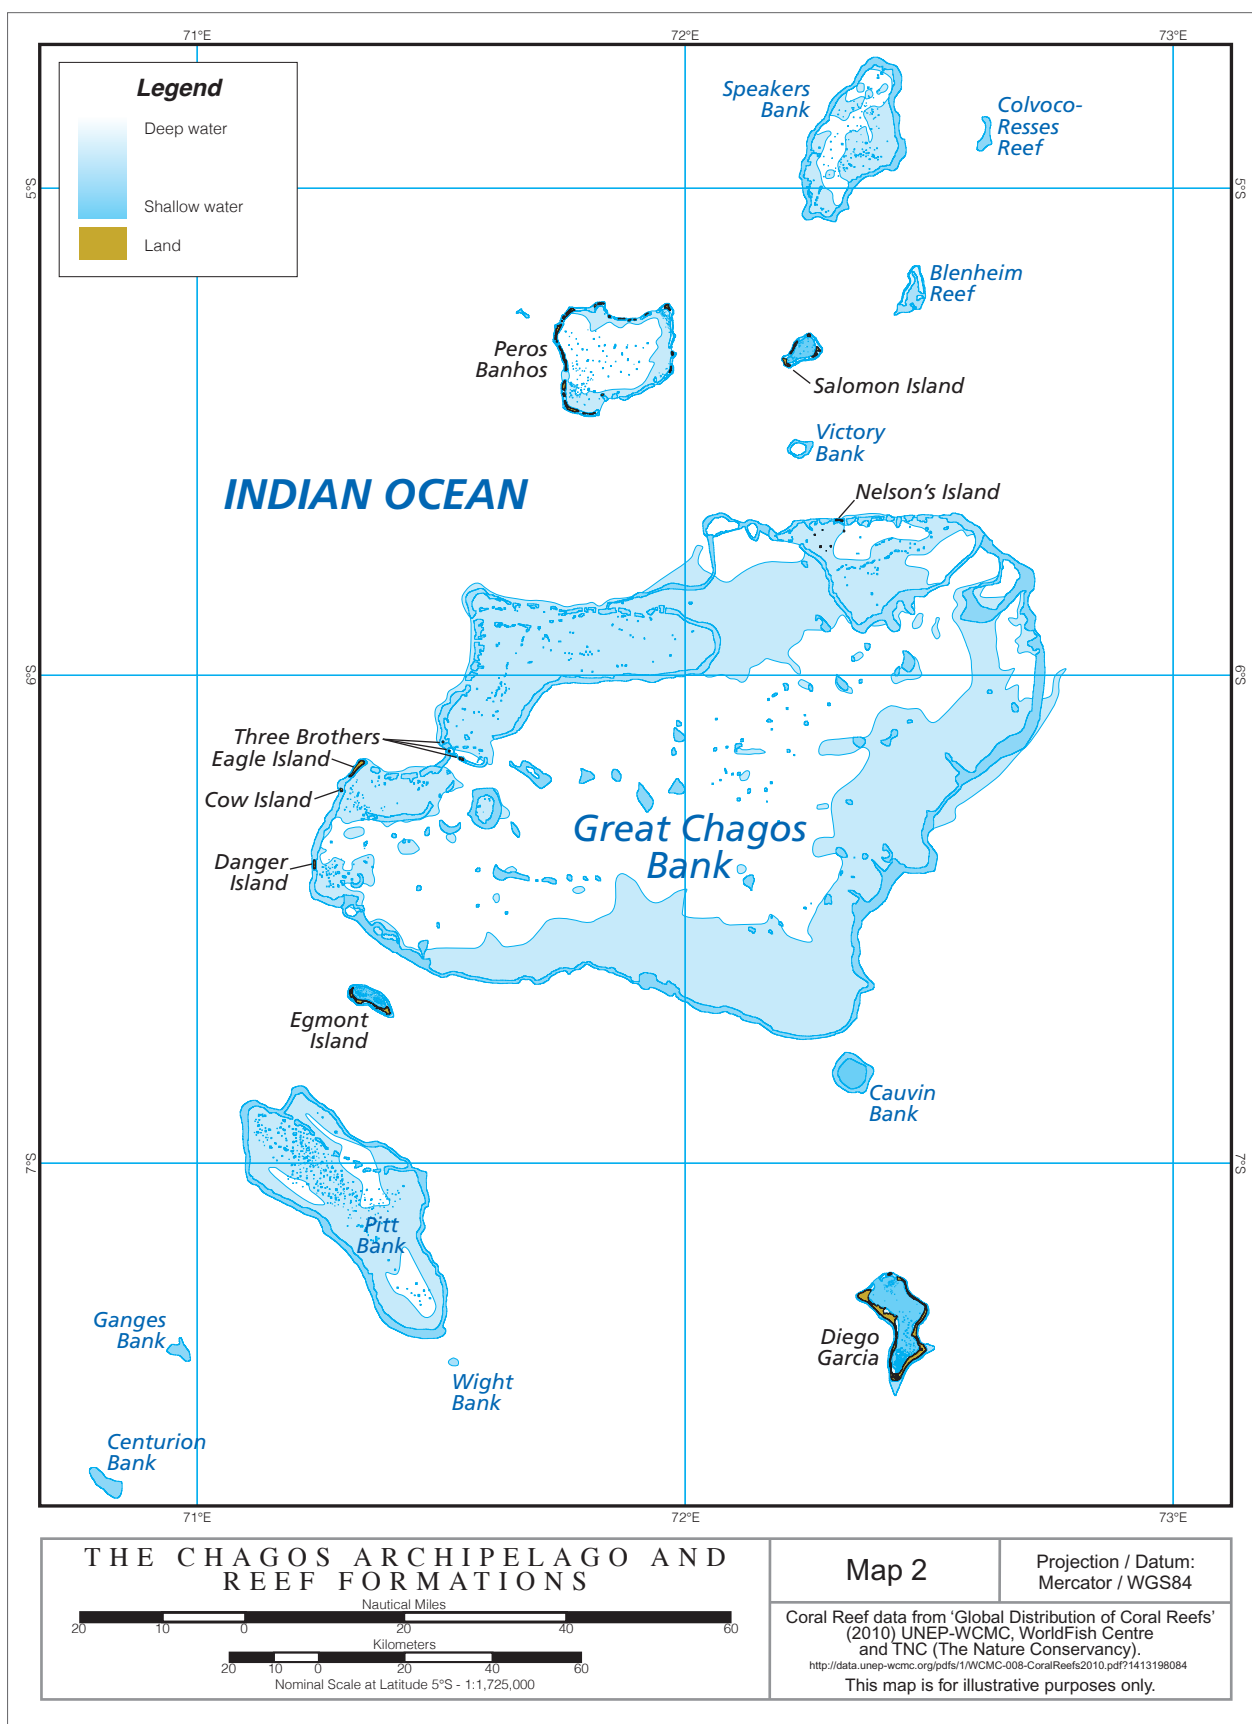 71°E
72°E
73°E
Legend
Deep water
Shallow water
Land
Speakers
Bank
Colvoco-
Resses
Reef
5°S
5°S
Blenheim
Reef
Peros
Banhos
Salomon Island
Victory
Bank
INDIAN OCEAN
Nelson's Island
6°S
6°S
Three Brothers
Eagle Island
Cow Island
Great Chagos
Bank
Danger
Island
Egmont
Island
Cauvin
Bank
7°S
7°S
Pitt
Bank
Ganges
Bank
Diego
Garcia
Wight
Bank
Centurion
Bank
71°E
72°E
73°E
THE CHAGOS ARCHIPELAGO AND
REEF FORMATIONS
Nautical Miles
20 10 0 20 40 60
Kilometers
20 10 0 20 40 60
Nominal Scale at Latitude 5°S - 1:1,725,000
Map 2
Projection / Datum:
Mercator / WGS84
Coral Reef data from 'Global Distribution of Coral Reefs'
(2010) UNEP-WCMC, WorldFish Centre
and TNC (The Nature Conservancy).
http://data.unep-wcmc.org/pdfs/1/WCMC-008-CoralReefs2010.pdf?1413198084
This map is for illustrative purposes only.